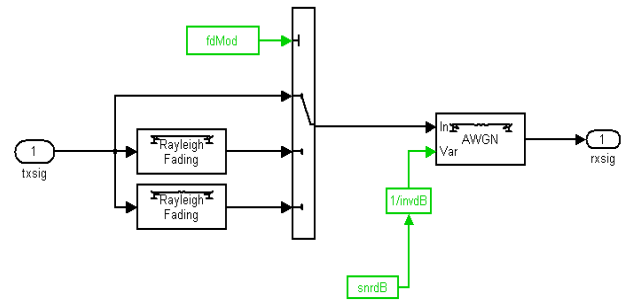 fdMod
1
txsig
Rayleigh
Fading
Rayleigh
Fading
In
AWGN
Var
1
rxsig
1/invdB
snrdB